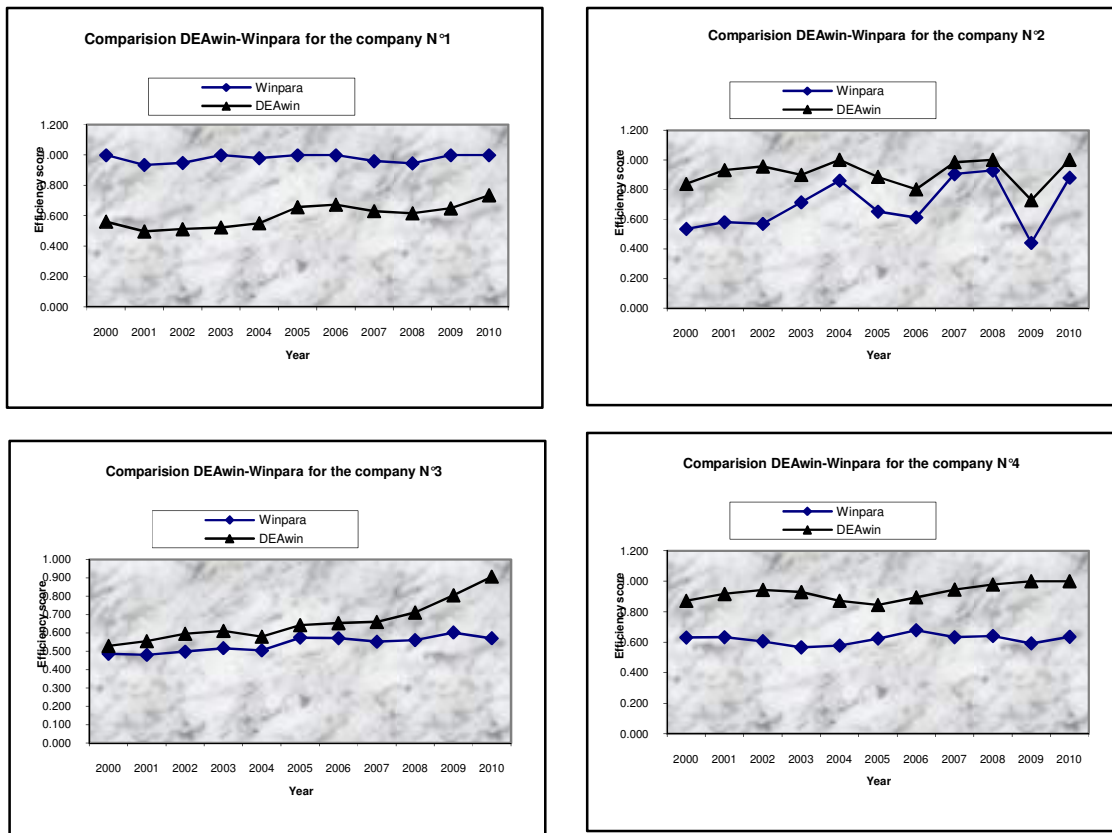 Comparision DEAwin-Winpara for the company N°1
Winpara
DEAwin
Efficiency score
1.200
1.000
0.800
0.600
0.400
0.200
0.000
2000 2001 2002 2003 2004 2005 2006 2007 2008 2009 2010
Year
Comparision DEAwin-Winpara for the company N°2
Winpara
DEAwin
Efficiency score
1.200
1.000
0.800
0.600
0.400
0.200
0.000
2000 2001 2002 2003 2004 2005 2006 2007 2008 2009 2010
Year
Comparision DEAwin-Winpara for the company N°3
Winpara
DEAwin
Efficiency score
1.000
0.900
0.800
0.700
0.600
0.500
0.400
0.300
0.200
0.100
0.000
2000 2001 2002 2003 2004 2005 2006 2007 2008 2009 2010
Year
Comparision DEAwin-Winpara for the company N°4
Winpara
DEAwin
Efficiency score
1.200
1.000
0.800
0.600
0.400
0.200
0.000
2000 2001 2002 2003 2004 2005 2006 2007 2008 2009 2010
Year